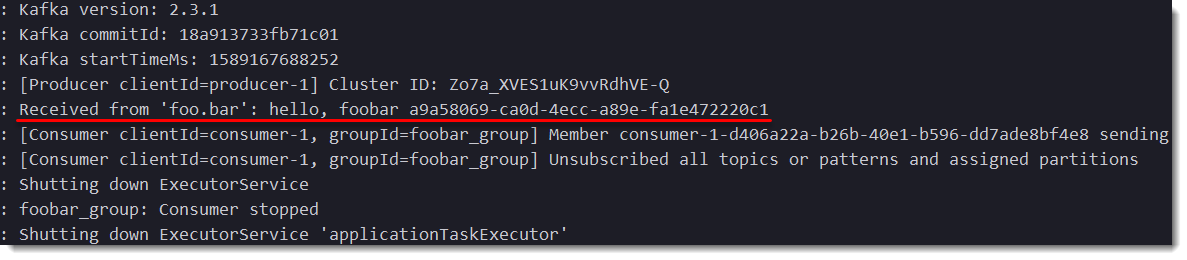 : Kafka version: 2.3.1
: Kafka commitId: 18a913733fb71c01
: Kafka startTimeMs: 1589167688252
: [Producer clientId=producer-1] Cluster ID: Zo7a_XVES1uK9vvRdhVE-Q
: Received from 'foo.bar': hello, foobar a9a58069-ca0d-4ecc-a89e-fa1e472220c1
: [Consumer clientId=consumer-1, groupId=foobar_group] Member consumer-1-d406a22a-b26b-40e1-b596-dd7ade8bf4e8 sending
: [Consumer clientId=consumer-1, groupId=foobar_group] Unsubscribed all topics or patterns and assigned partitions
: Shutting down ExecutorService
: foobar_group: Consumer stopped
: Shutting down ExecutorService 'applicationTaskExecutor'